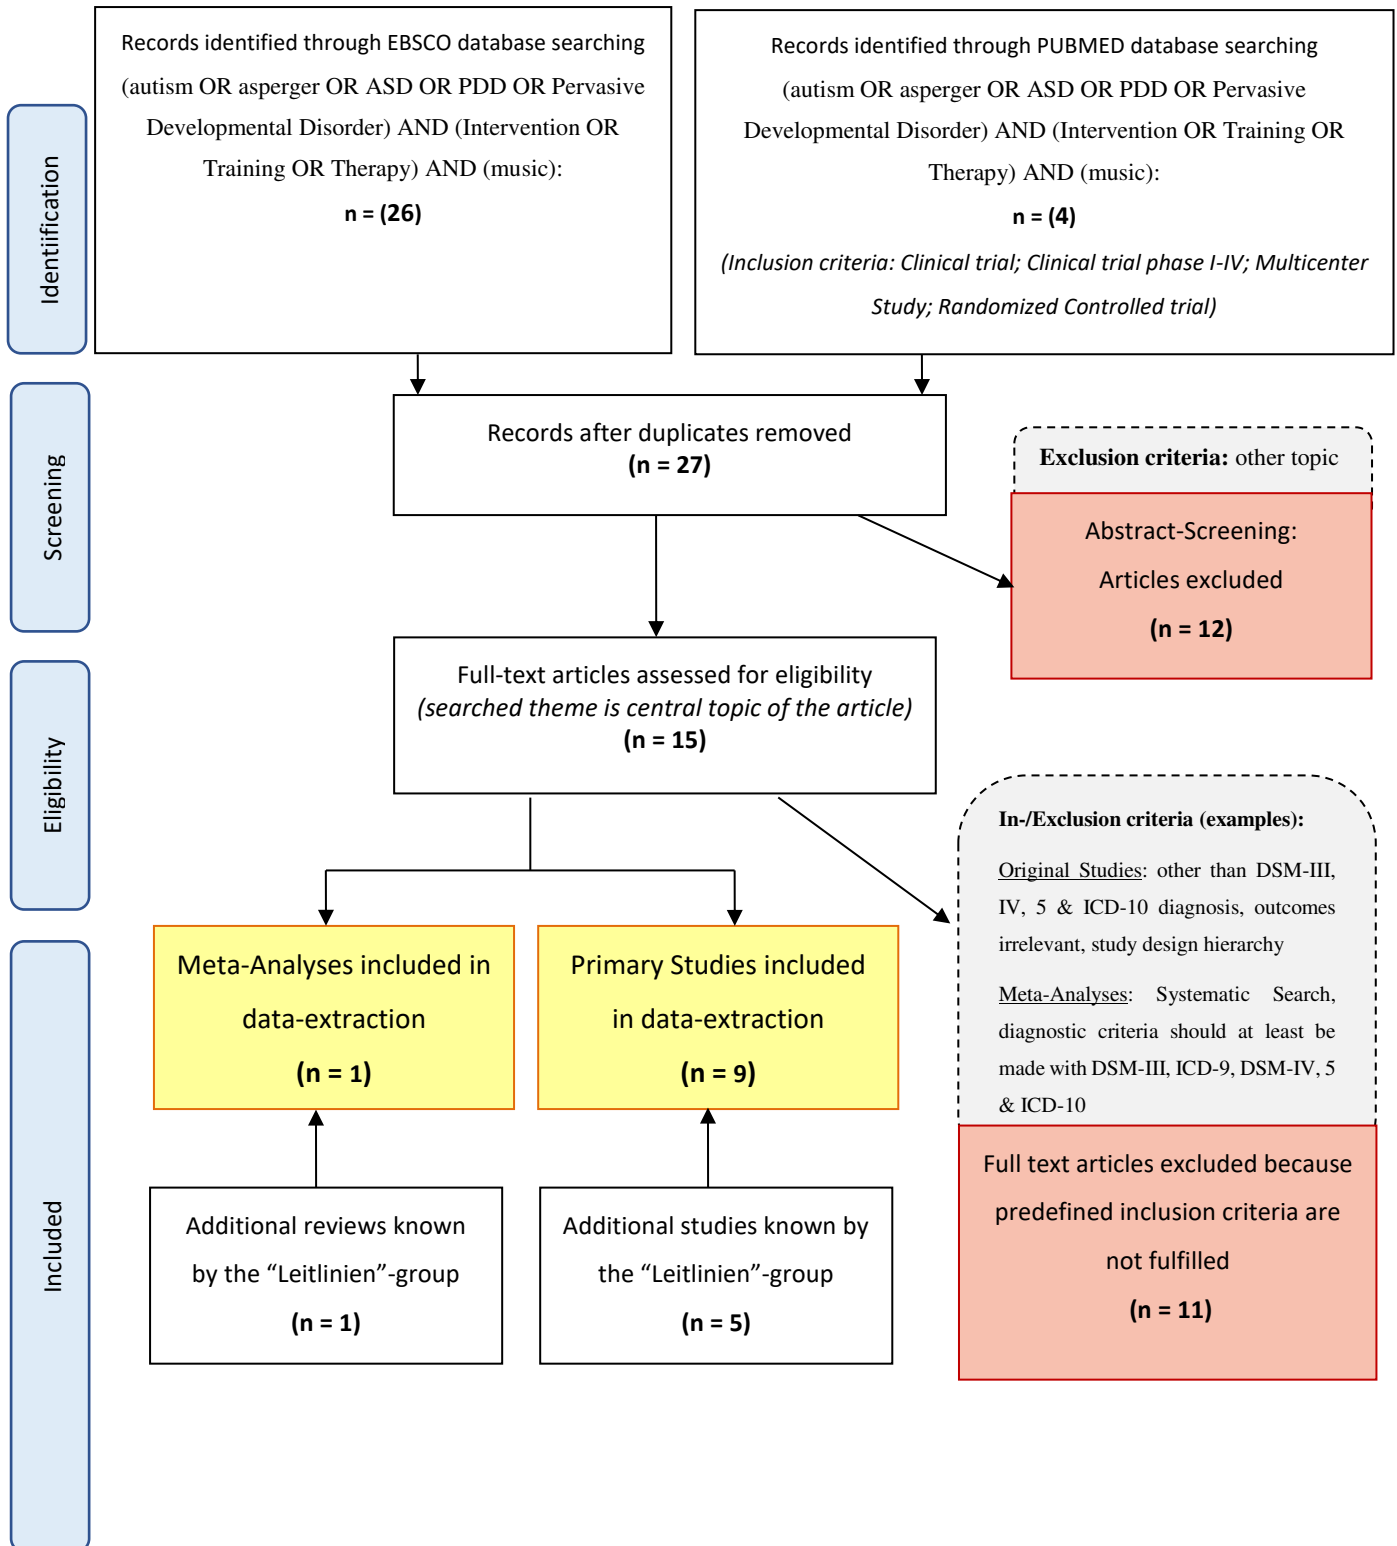 Records identified through EBSCO database searching
(autism OR asperger OR ASD OR PDD OR Pervasive
Developmental Disorder) AND (Intervention OR
Training OR Therapy) AND (music):
n = (26)
Records identified through PUBMED database searching
(autism OR asperger OR ASD OR PDD OR Pervasive
Developmental Disorder) AND (Intervention OR Training OR
Therapy) AND (music):
n = (4)
(Inclusion criteria: Clinical trial; Clinical trial phase I-IV; Multicenter
Study; Randomized Controlled trial)
Identiification
Screening
Records after duplicates removed
(n = 27)
Exclusion criteria: other topic
Abstract-Screening:
Articles excluded
(n = 12)
Eligibility
Full-text articles assessed for eligibility
(searched theme is central topic of the article)
(n = 15)
In-/Exclusion criteria (examples):
Original Studies: other than DSM-III,
IV, 5 & ICD-10 diagnosis, outcomes
irrelevant, study design hierarchy
Meta-Analyses: Systematic Search,
diagnostic criteria should at least be
made with DSM-III, ICD-9, DSM-IV, 5
& ICD-10
Full text articles excluded because
predefined inclusion criteria are
not fulfilled
(n = 11)
Included
Meta-Analyses included in
data-extraction
(n = 1)
Primary Studies included
in data-extraction
(n = 9)
Additional reviews known
by the “Leitlinien”-group
(n = 1)
Additional studies known by
the “Leitlinien”-group
(n = 5)